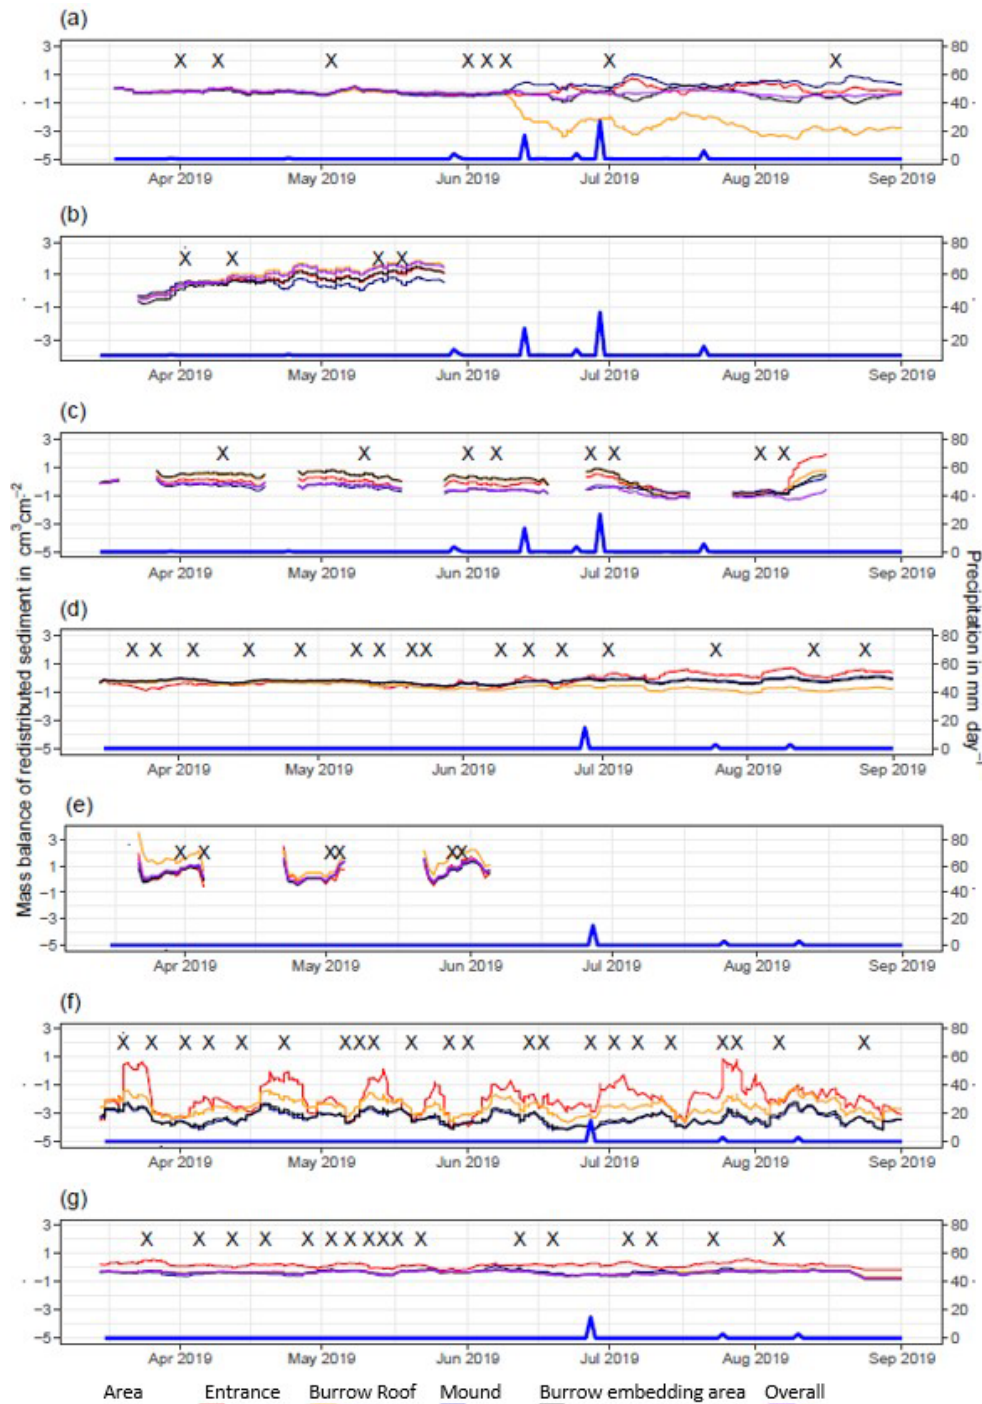 (a)
X X X X X X X X
3 1 −1 −3 −5
80 60 40 20 0
Apr 2019 May 2019 Jun 2019 Jul 2019 Aug 2019 Sep 2019
(b)
X X X X
3 1 −1 −3
80 60 40 20
Apr 2019 May 2019 Jun 2019 Jul 2019 Aug 2019 Sep 2019
(c)
X X X X X X X X
3 1 −1 −3 −5
80 60 40 20 0
Apr 2019 May 2019 Jun 2019 Jul 2019 Aug 2019 Sep 2019
Mass balance of redistributed sediment in cm³cm⁻²
Precipitation in mm day⁻¹
(d)
X X X X X X X X X X X X X X X X
3 1 −1 −3 −5
80 60 40 20 0
Apr 2019 May 2019 Jun 2019 Jul 2019 Aug 2019 Sep 2019
(e)
X X X X X X
3 1 −1 −3 −5
80 60 40 20 0
Apr 2019 May 2019 Jun 2019 Jul 2019 Aug 2019 Sep 2019
(f)
X X X X X X X X X X X X X X X X X X X X X X
3 1 −1 −3 −5
80 60 40 20 0
Apr 2019 May 2019 Jun 2019 Jul 2019 Aug 2019 Sep 2019
(g)
X X X X X X X X X X X X X X X X X
3 1 −1 −3 −5
80 60 40 20 0
Apr 2019 May 2019 Jun 2019 Jul 2019 Aug 2019 Sep 2019
Area Entrance Burrow Roof Mound Burrow embedding area Overall